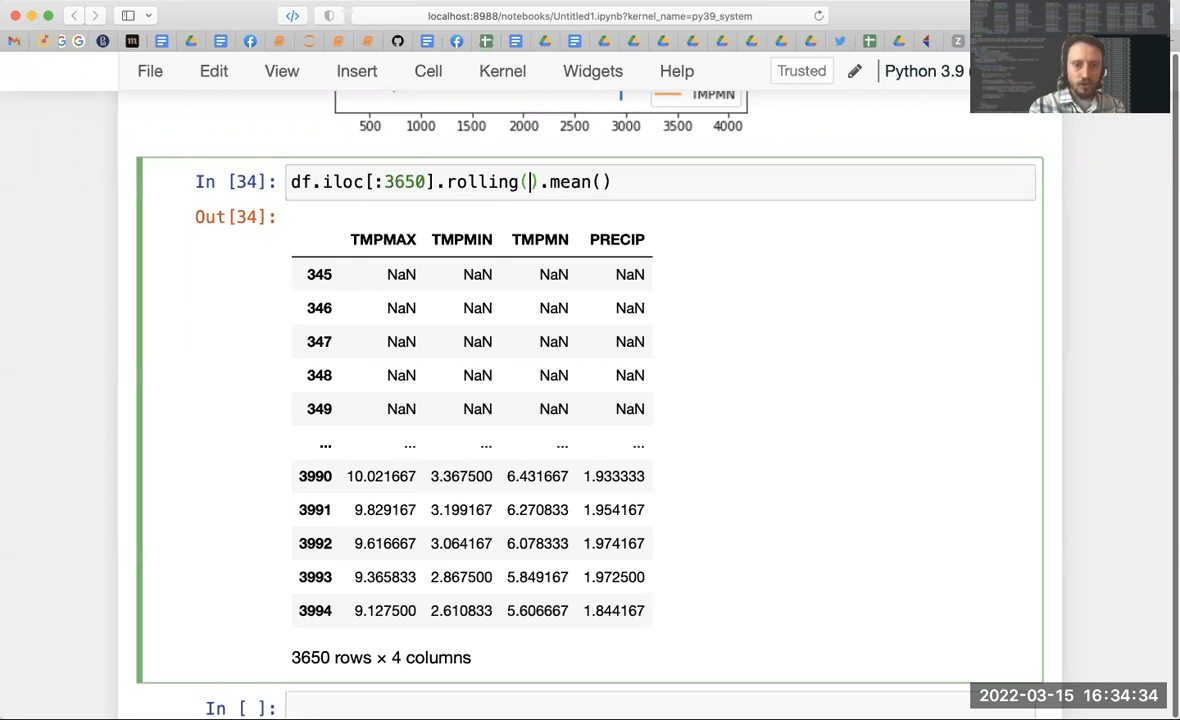 localhost:8988/notebooks/Untitled1.ipynb?kernel_name=py39_system
File Edit View Insert Cell Kernel Widgets Help Trusted Python 3.9
TMPMN
500 1000 1500 2000 2500 3000 3500 4000
In [34]: df.iloc[:3650].rolling().mean()
Out[34]:
TMPMAX TMPMIN TMPMN PRECIP
345 NaN NaN NaN NaN
346 NaN NaN NaN NaN
347 NaN NaN NaN NaN
348 NaN NaN NaN NaN
349 NaN NaN NaN NaN
... ... ... ... ...
3990 10.021667 3.367500 6.431667 1.933333
3991 9.829167 3.199167 6.270833 1.954167
3992 9.616667 3.064167 6.078333 1.974167
3993 9.365833 2.867500 5.849167 1.972500
3994 9.127500 2.610833 5.606667 1.844167
3650 rows × 4 columns
In [ ]:
2022-03-15 16:34:34